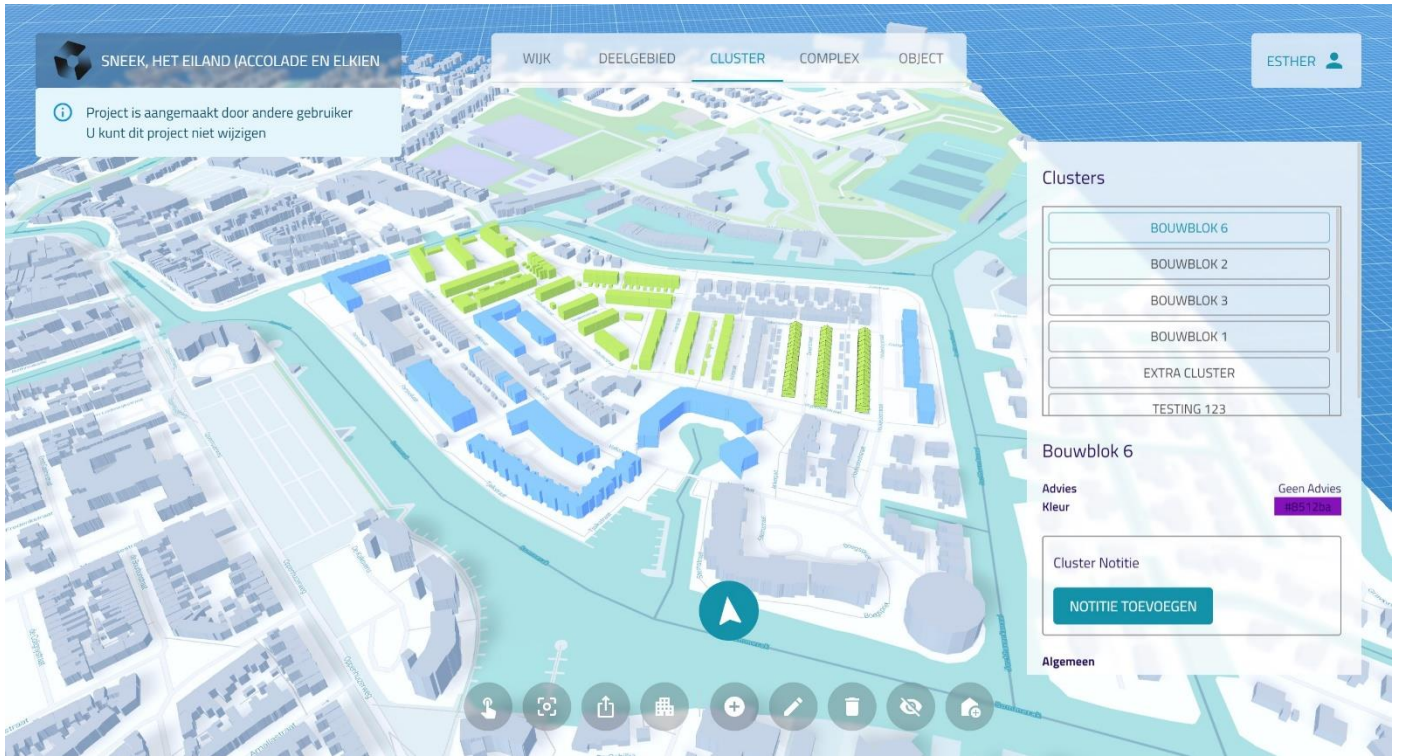 SNEEK, HET EILAND (ACCOLADE EN ELKIEN
WIJK
DEELGEBIED
CLUSTER
COMPLEX
OBJECT
ESTHER
Project is aangemaakt door andere gebruiker
U kunt dit project niet wijzigen
Clusters
BOUWBLOK 6
BOUWBLOK 2
BOUWBLOK 3
BOUWBLOK 1
EXTRA CLUSTER
TESTING 123
Bouwblok 6
Advies Geen Advies
Kleur #8512ba
Cluster Notitie
NOTITIE TOEVOEGEN
Algemeen